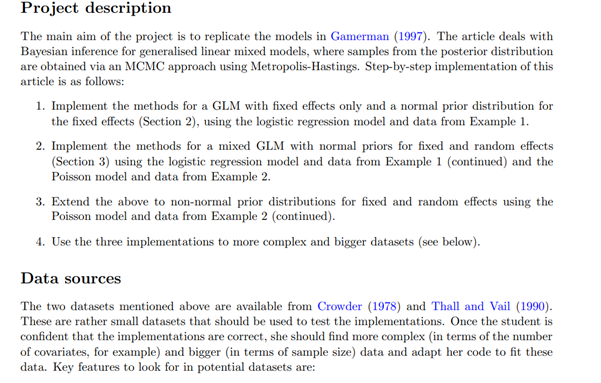 Project description
The main aim of the project is to replicate the models in Gamerman (1997). The article deals with
Bayesian inference for generalised linear mixed models, where samples from the posterior distribution
are obtained via an MCMC approach using Metropolis-Hastings. Step-by-step implementation of this
article is as follows:
1. Implement the methods for a GLM with fixed effects only and a normal prior distribution for
the fixed effects (Section 2), using the logistic regression model and data from Example 1.
2. Implement the methods for a mixed GLM with normal priors for fixed and random effects
(Section 3) using the logistic regression model and data from Example 1 (continued) and the
Poisson model and data from Example 2.
3. Extend the above to non-normal prior distributions for fixed and random effects using the
Poisson model and data from Example 2 (continued).
4. Use the three implementations to more complex and bigger datasets (see below).
Data sources
The two datasets mentioned above are available from Crowder (1978) and Thall and Vail (1990).
These are rather small datasets that should be used to test the implementations. Once the student is
confident that the implementations are correct, she should find more complex (in terms of the number
of covariates, for example) and bigger (in terms of sample size) data and adapt her code to fit these
data. Key features to look for in potential datasets are: